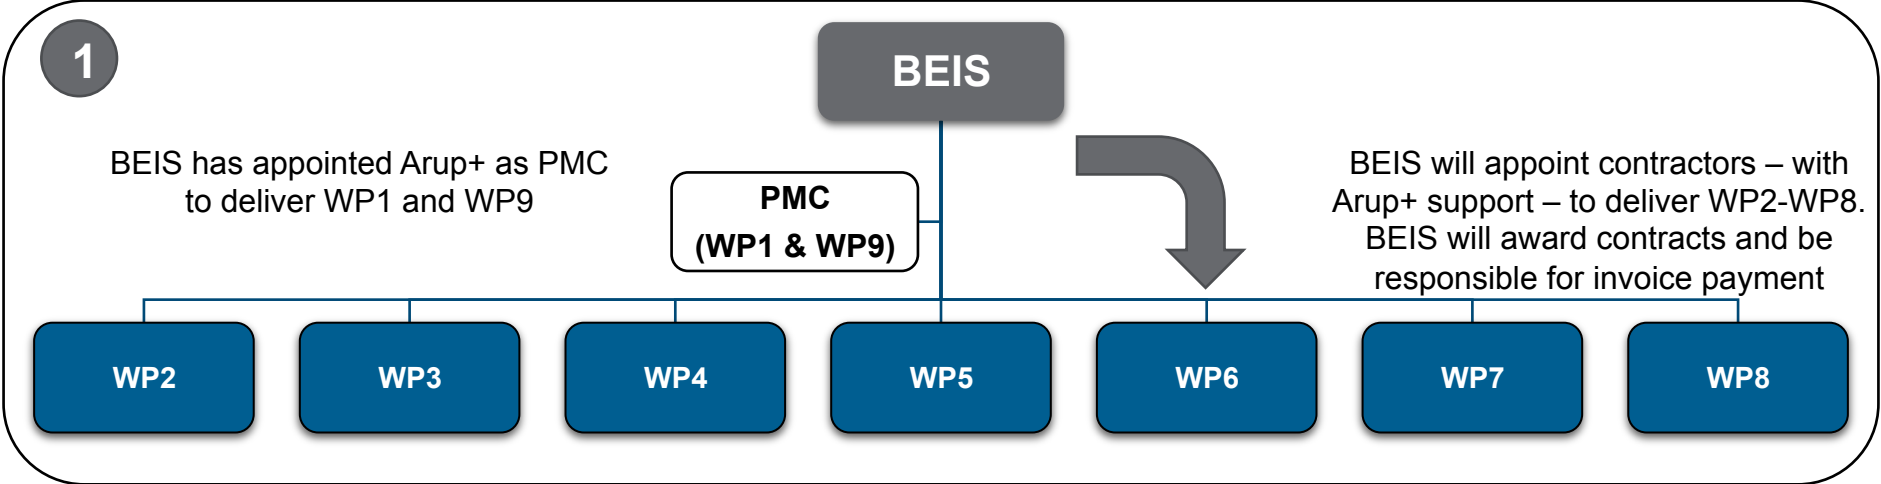 1
BEIS
BEIS has appointed Arup+ as PMC
to deliver WP1 and WP9
PMC
(WP1 & WP9)
BEIS will appoint contractors – with
Arup+ support – to deliver WP2-WP8.
BEIS will award contracts and be
responsible for invoice payment
WP2
WP3
WP4
WP5
WP6
WP7
WP8